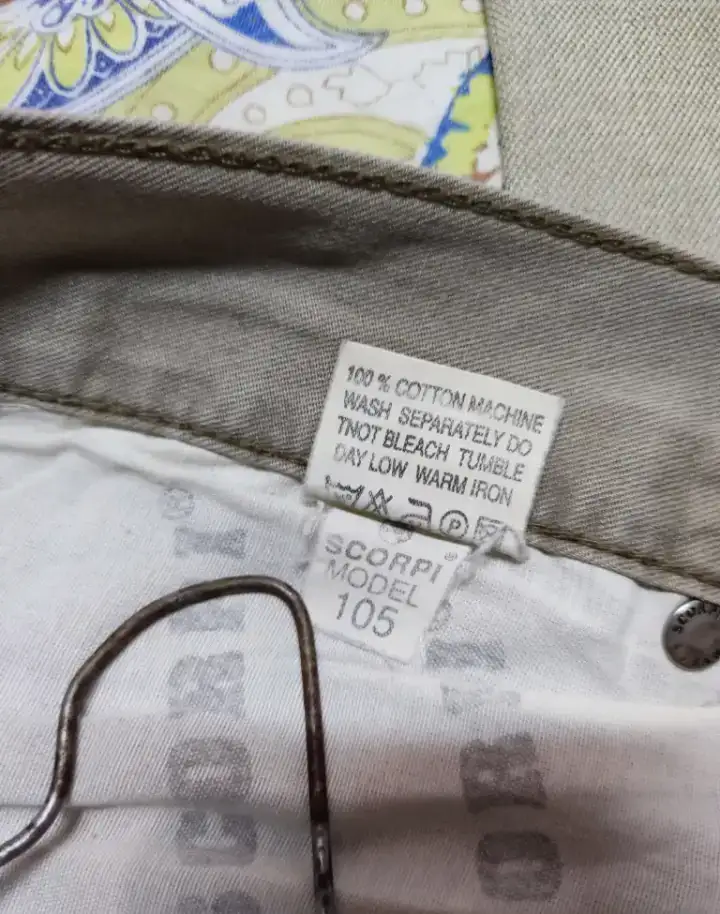 100 % COTTON MACHINE
WASH SEPARATELY DO
TNOT BLEACH TUMBLE
DAY LOW WARM IRON
P
SCORPI®
MODEL
105